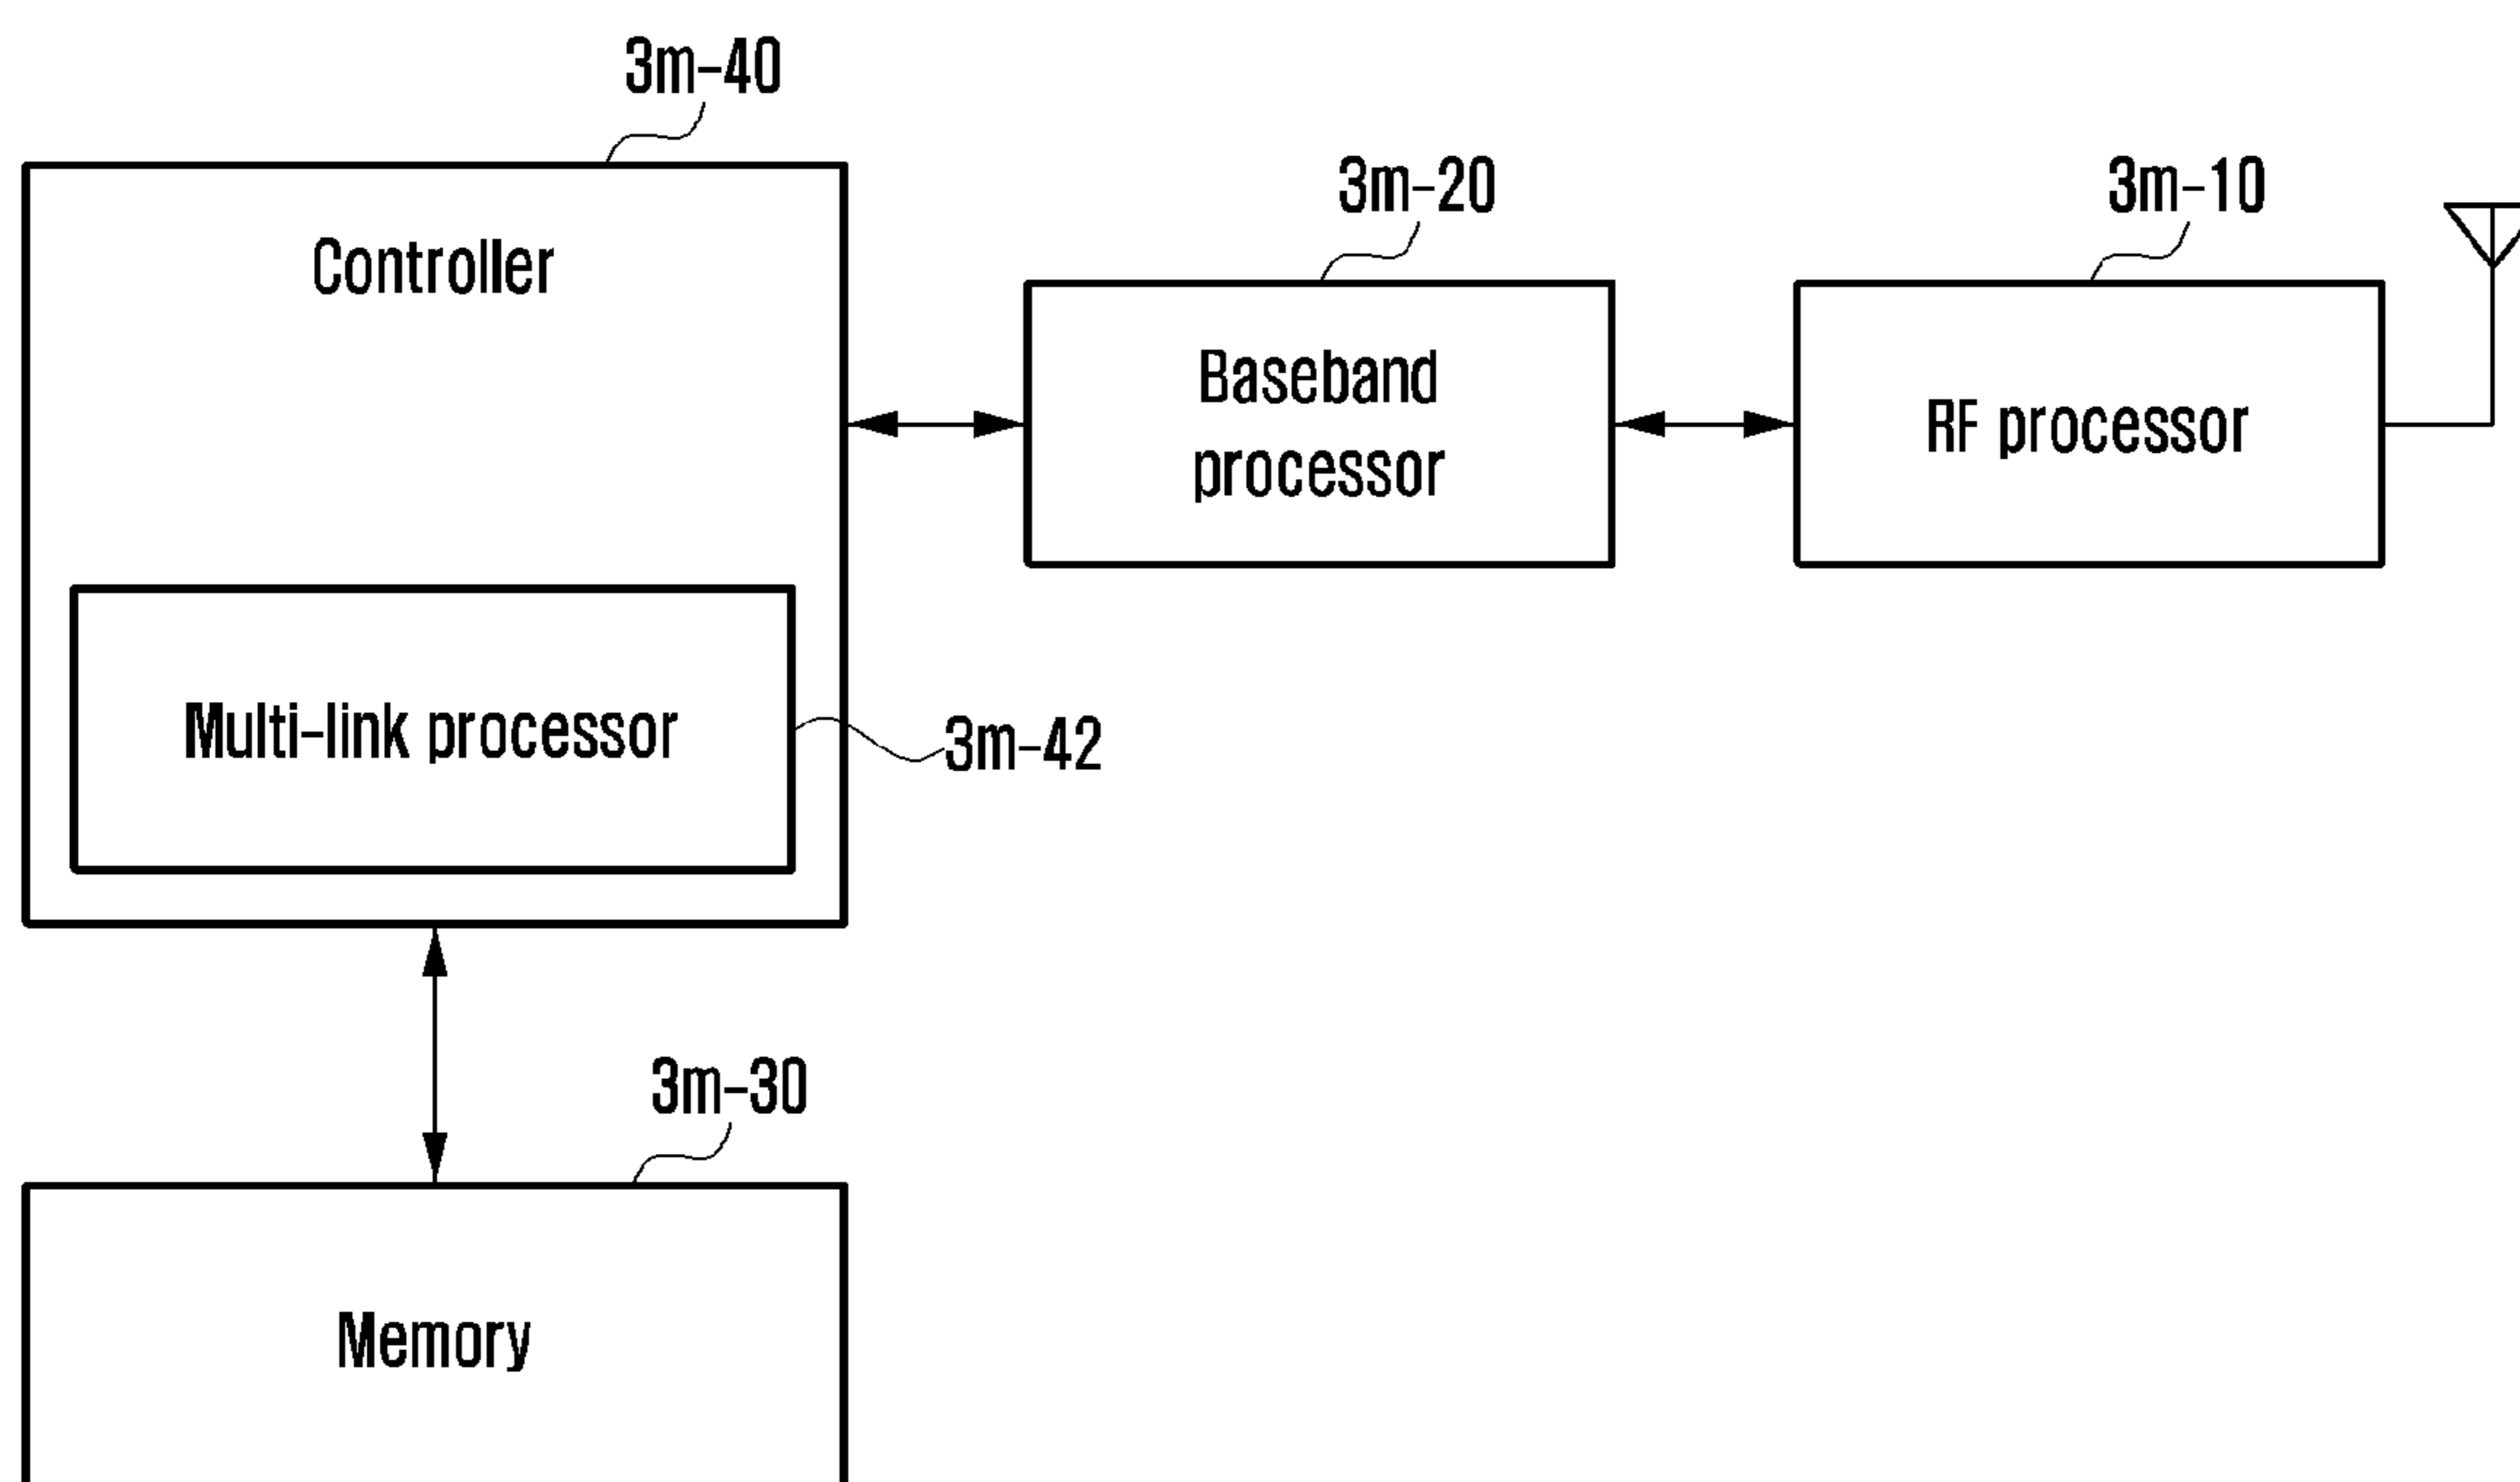 3m-40
3m-20
3m-10
Controller
Baseband
processor
RF processor
Multi-link processor
3m-42
3m-30
Memory